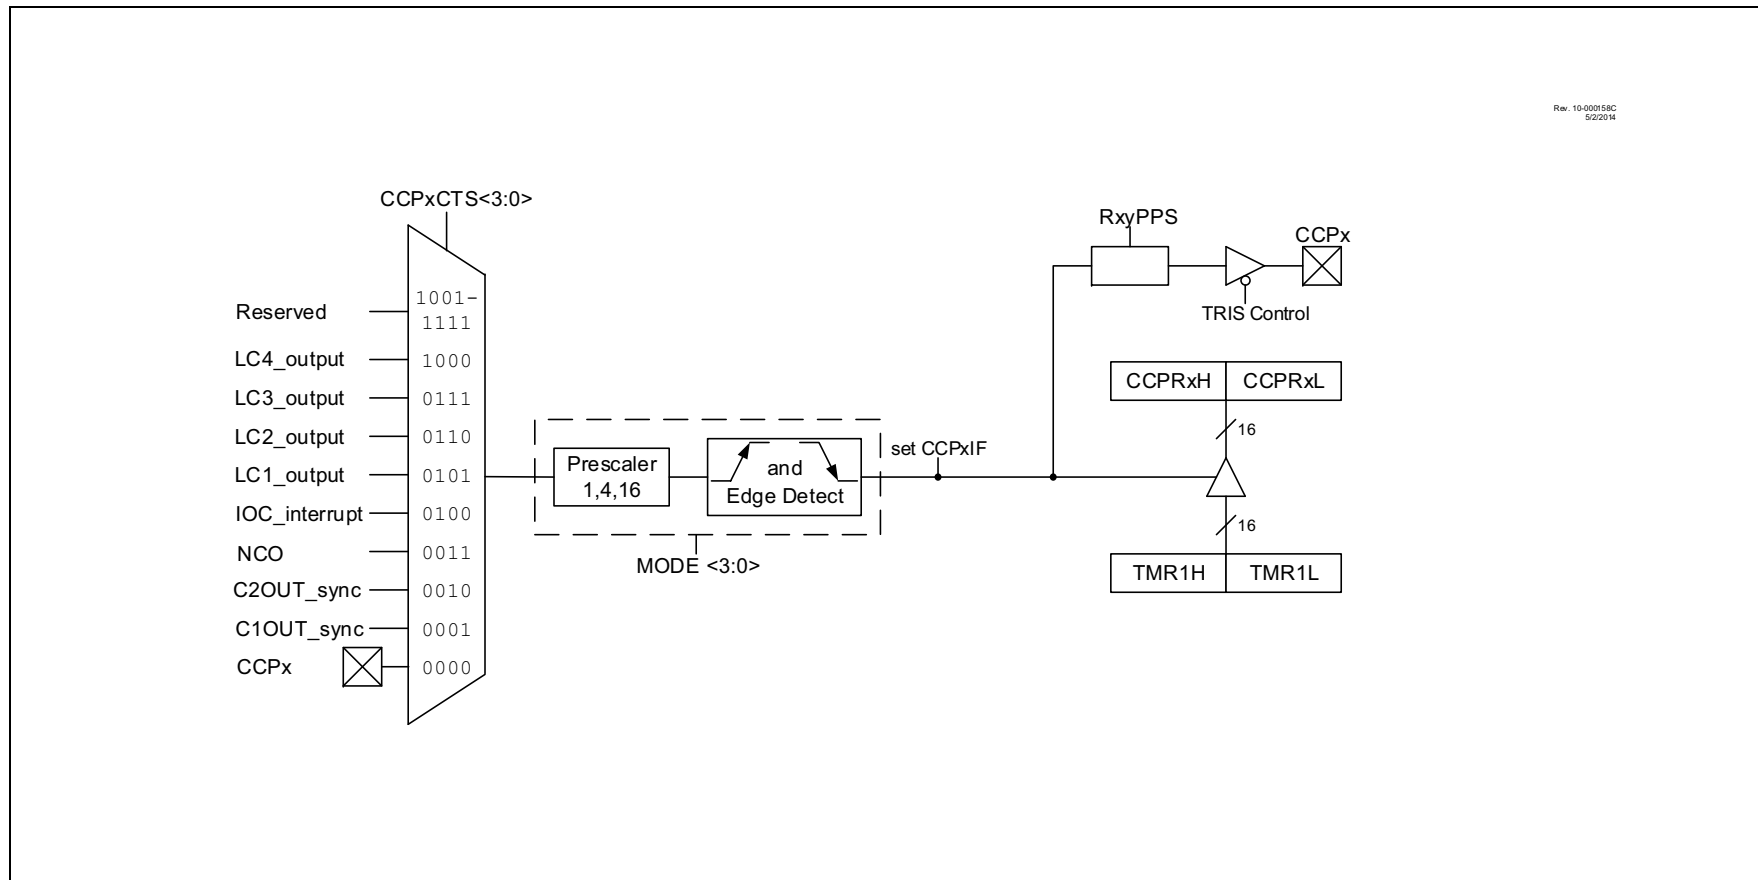 Rev. 10-000158C
5/2/2014
CCPxCTS<3:0>
RxyPPS
CCPx
TRIS Control
Reserved
1001-
1111
LC4_output
1000
LC3_output
0111
LC2_output
0110
LC1_output
0101
IOC_interrupt
0100
NCO
0011
C2OUT_sync
0010
C1OUT_sync
0001
CCPx
0000
Prescaler
1,4,16
and
Edge Detect
MODE <3:0>
set CCPxIF
CCPRxH
CCPRxL
16
16
TMR1H
TMR1L